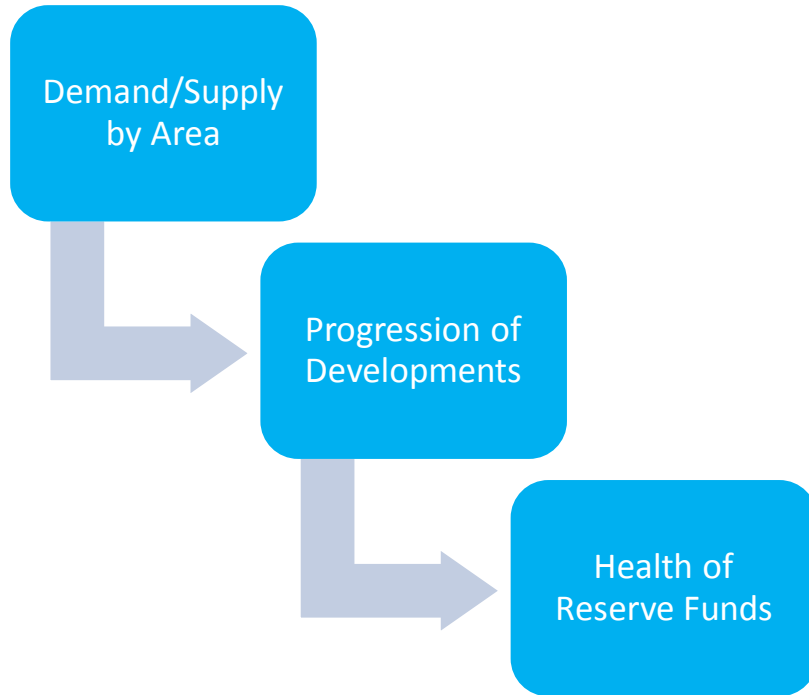 Demand/Supply
by Area
Progression of
Developments
Health of
Reserve Funds